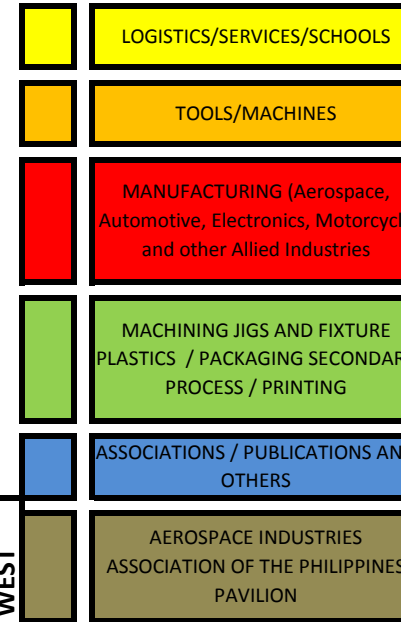 LOGISTICS/SERVICES/SCHOOLS
TOOLS/MACHINES
MANUFACTURING (Aerospace,
Automotive, Electronics, Motorcycl
and other Allied Industries
MACHINING JIGS AND FIXTURE
PLASTICS / PACKAGING SECONDAR
PROCESS / PRINTING
ASSOCIATIONS / PUBLICATIONS AN
OTHERS
AEROSPACE INDUSTRIES
ASSOCIATION OF THE PHILIPPINES
PAVILION
WEST